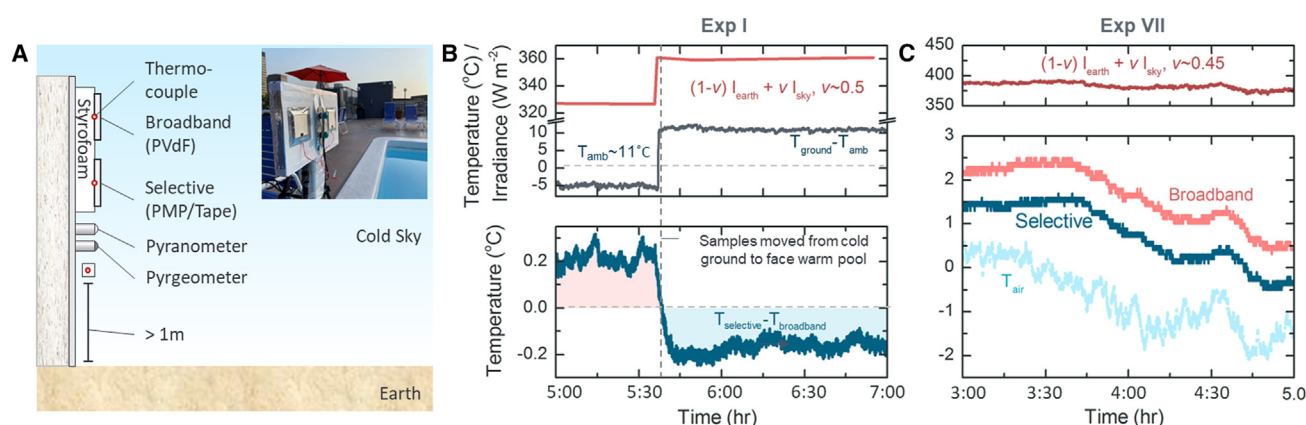 A
Thermo-
couple
Broadband
(PVdF)
Styrofoam
Selective
(PMP/Tape)
Pyranometer
Pyrgeometer
> 1m
Cold Sky
Earth
B
Exp I
Temperature (°C) /
Irradiance (W m-2)
360
340
320
10
5
0
-5
(1-v) Iearth + v Isky, v~0.5
Tamb~11°C
Tground-Tamb
Temperature (°C)
0.2
0.0
-0.2
Samples moved from cold
ground to face warm pool
Tselective-Tbroadband
5:00 5:30 6:00 6:30 7:00
Time (hr)
C
Exp VII
450
400
350
(1-v) Iearth + v Isky, v~0.45
3
2
1
0
-1
-2
Broadband
Selective
Tair
3:00 3:30 4:00 4:30 5:0
Time (hr)